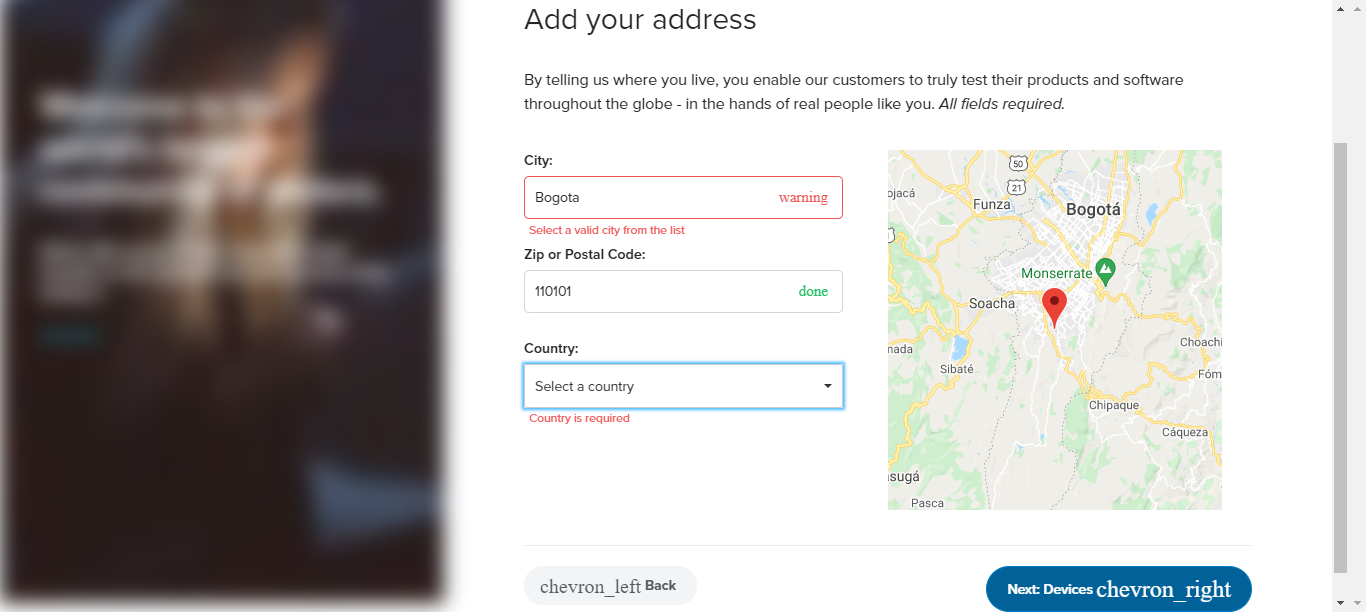 Add your address
By telling us where you live, you enable our customers to truly test their products and software
throughout the globe - in the hands of real people like you. All fields required.
City:
Bogota warning
Select a valid city from the list
Zip or Postal Code:
110101 done
Country:
Select a country
Country is required
50
21
ojacá
Funza
Bogotá
Monserrate
Soacha
Choachi
nada
Sibaté
Fóm
Chipaque
Cáqueza
asugá
Pasca
chevron_left Back
Next: Devices chevron_right